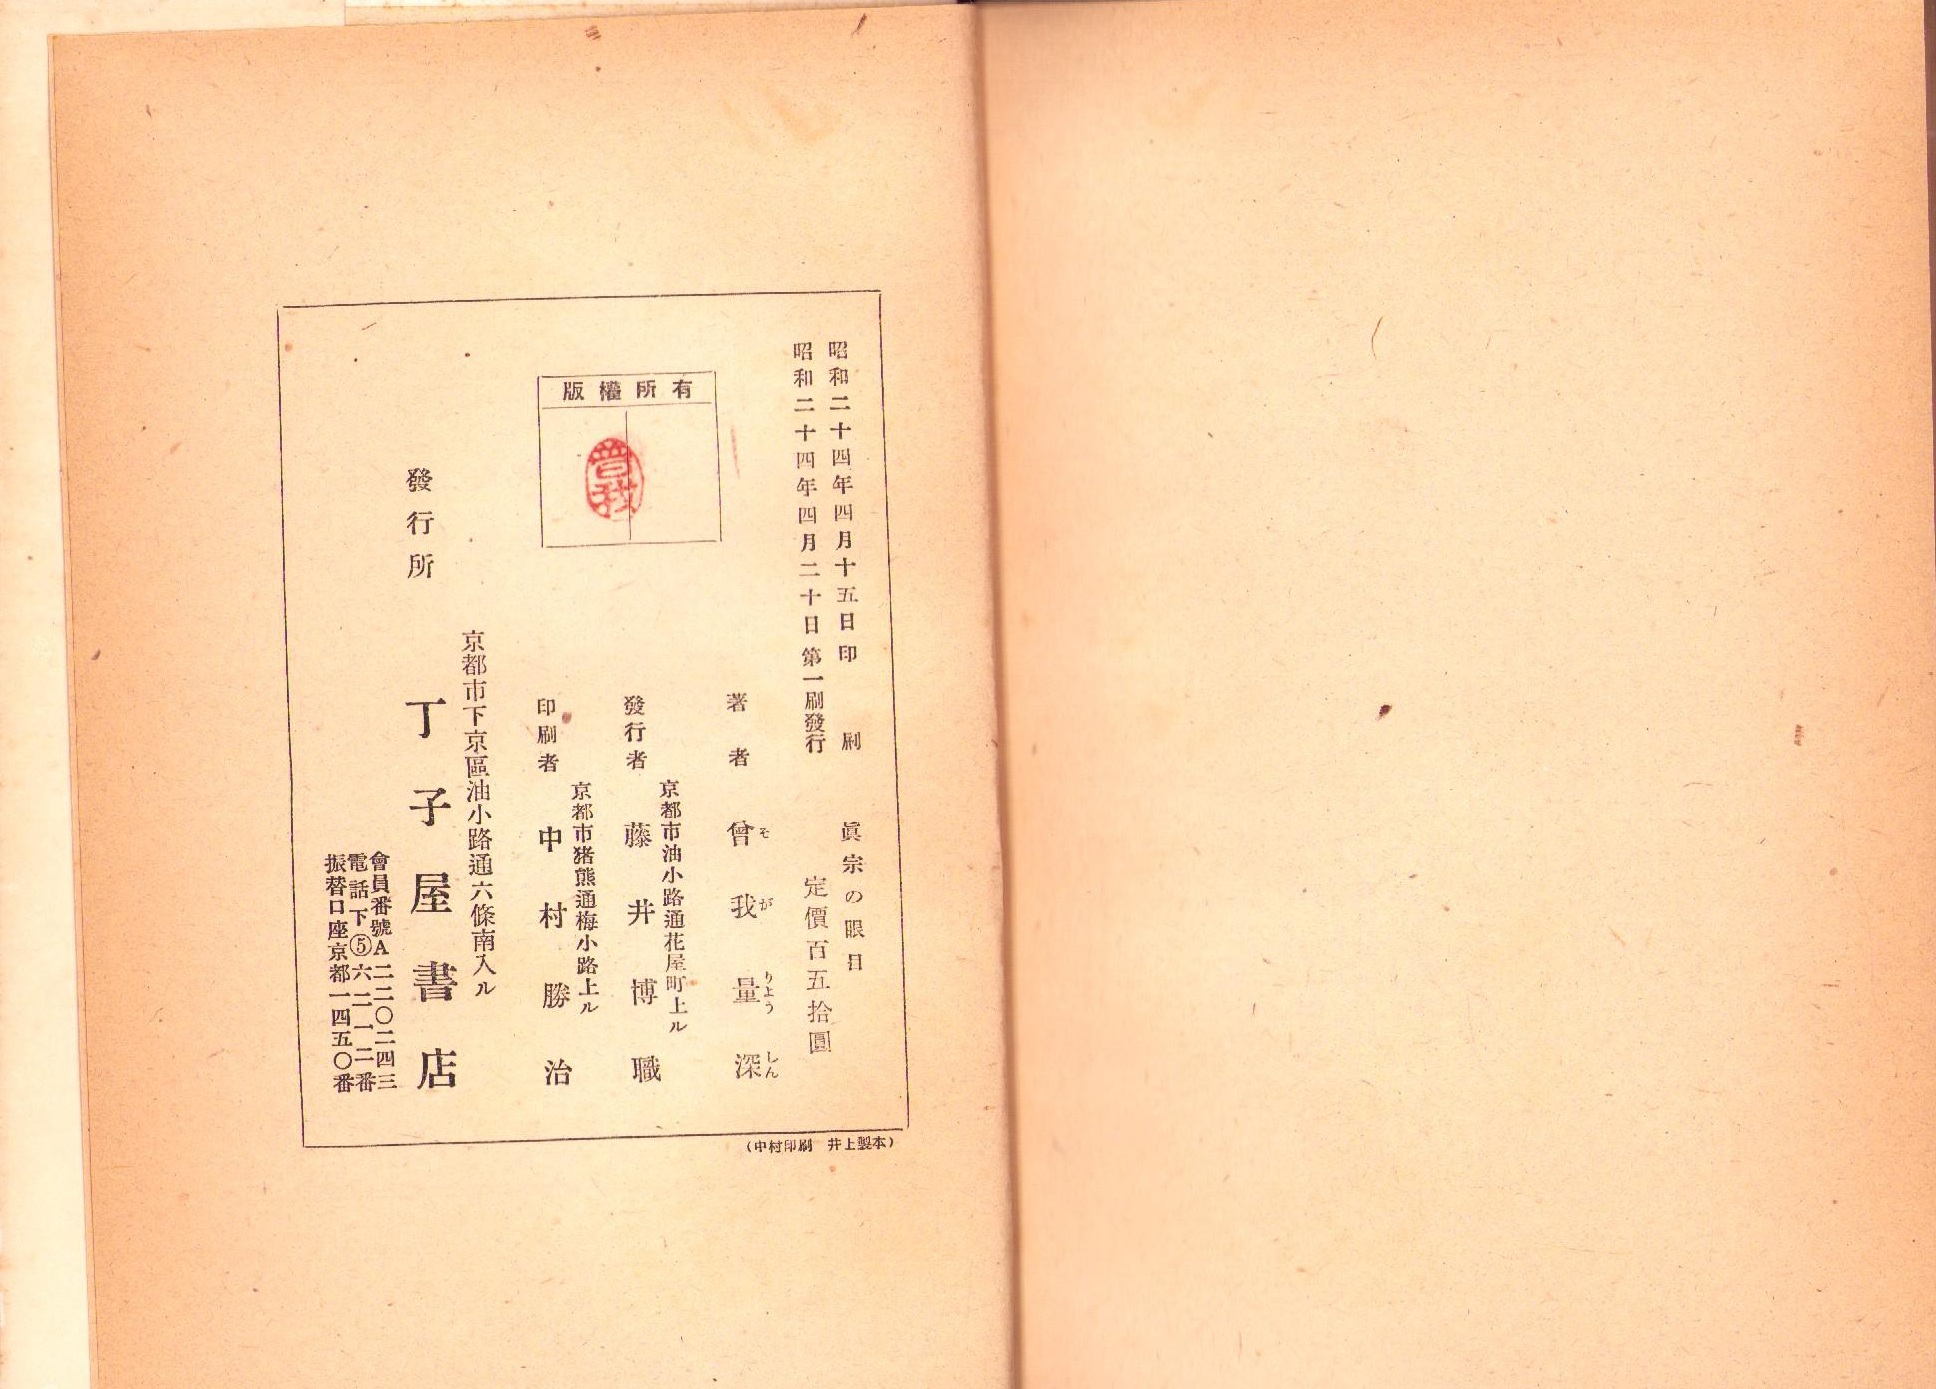 昭和二十四年四月十五日印刷
昭和二十四年四月二十日第一刷發行
眞宗の眼目
定價百五拾圓
版權所有
曾我
著者 曾我量深
そ が りょう しん
京都市油小路通花屋町上ル
發行者 藤井博職
京都市猪熊通梅小路上ル
印刷者 中村勝治
京都市下京區油小路通六條南入ル
發行所 丁子屋書店
會員番號A二二〇二四三
電話下⑤六二一二番
振替口座京都一四五〇番
(中村印刷 井上製本)